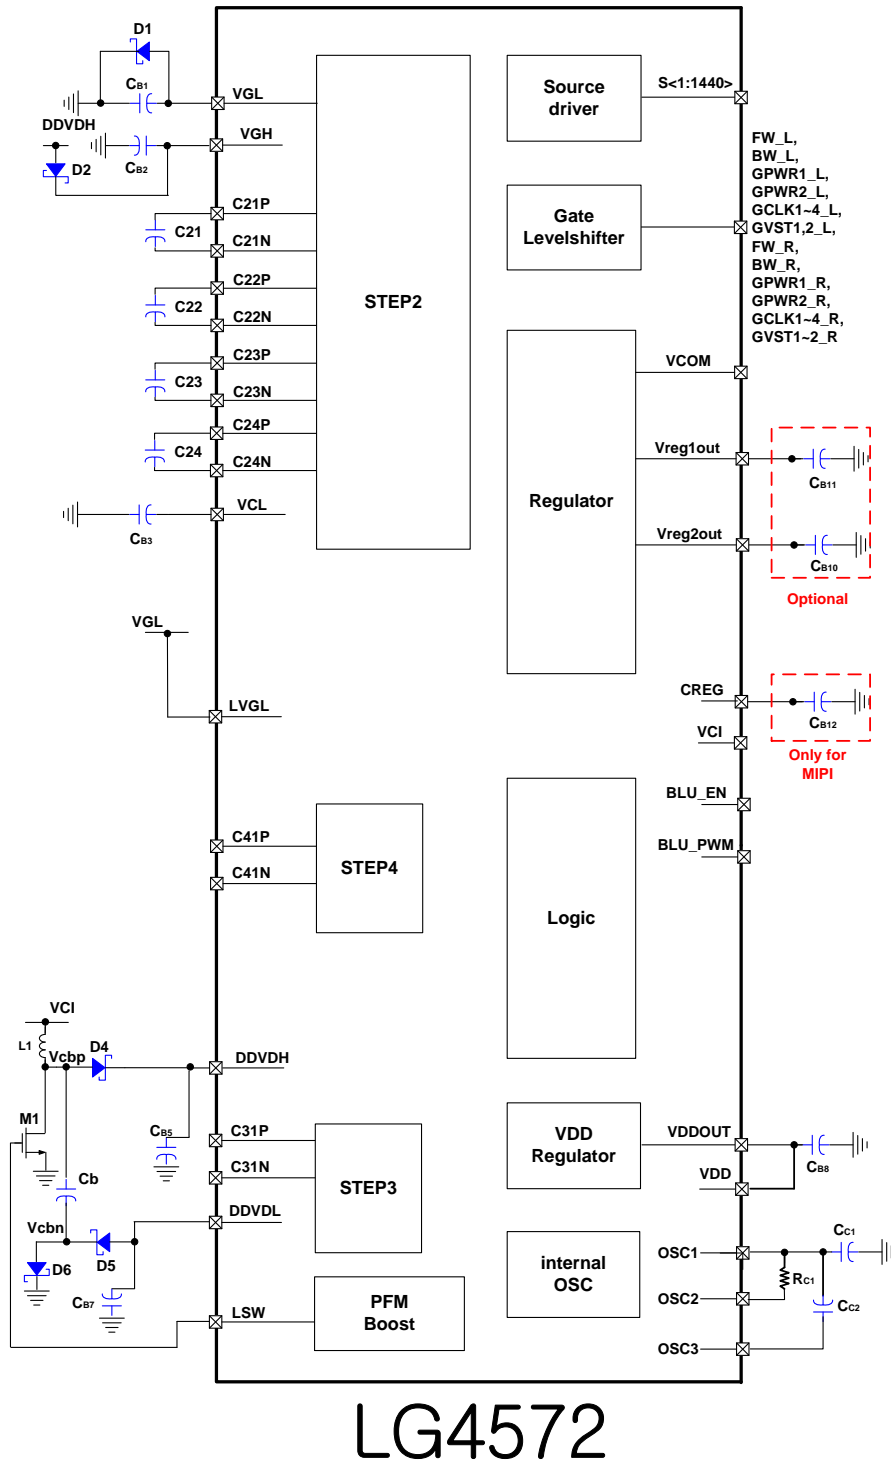 D1
CB1
VGL
DDVDH
VGH
D2
CB2
C21P
C21
C21N
C22P
C22
C22N
C23P
C23
C23N
C24P
C24
C24N
VCL
CB3
STEP2
VGL
LVGL
C41P
C41N
STEP4
VCI
L1
Vcbp
D4
DDVDH
M1
CB5
C31P
C31N
STEP3
Cb
Vcbn
DDVDL
D5
D6
CB7
LSW
PFM
Boost
Source
driver
S<1:1440>
Gate
Levelshifter
FW_L,
BW_L,
GPWR1_L,
GPWR2_L,
GCLK1~4_L,
GVST1,2_L,
FW_R,
BW_R,
GPWR1_R,
GPWR2_R,
GCLK1~4_R,
GVST1~2_R
Regulator
VCOM
Vreg1out
CB11
Vreg2out
CB10
Optional
CREG
CB12
VCI
Only for
MIPI
BLU_EN
BLU_PWM
Logic
VDD
Regulator
VDDOUT
CB8
VDD
internal
OSC
OSC1
CC1
RC1
OSC2
CC2
OSC3
LG4572